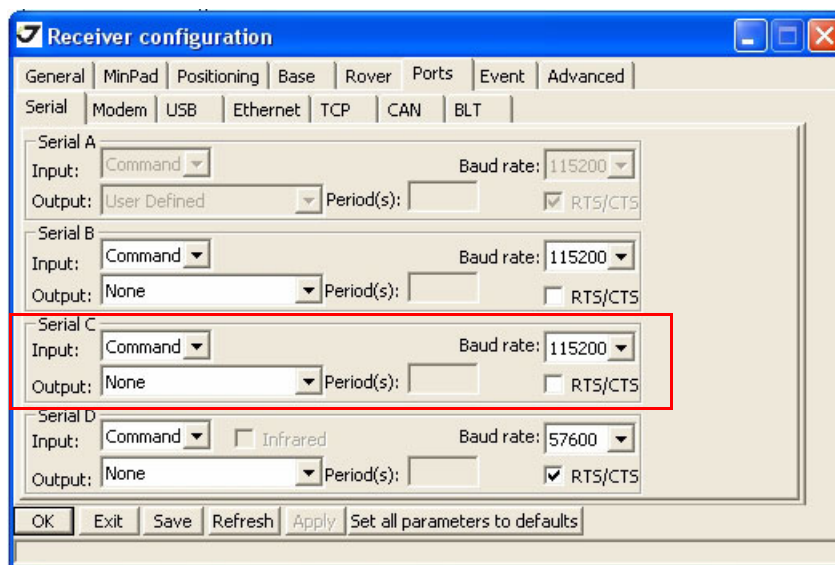 Receiver configuration
General MinPad Positioning Base Rover Ports Event Advanced
Serial Modem USB Ethernet TCP CAN BLT
Serial A
Input: Command Baud rate: 115200
Output: User Defined Period(s): RTS/CTS
Serial B
Input: Command Baud rate: 115200
Output: None Period(s): RTS/CTS
Serial C
Input: Command Baud rate: 115200
Output: None Period(s): RTS/CTS
Serial D
Input: Command Infrared Baud rate: 57600
Output: None Period(s): RTS/CTS
OK Exit Save Refresh Apply Set all parameters to defaults